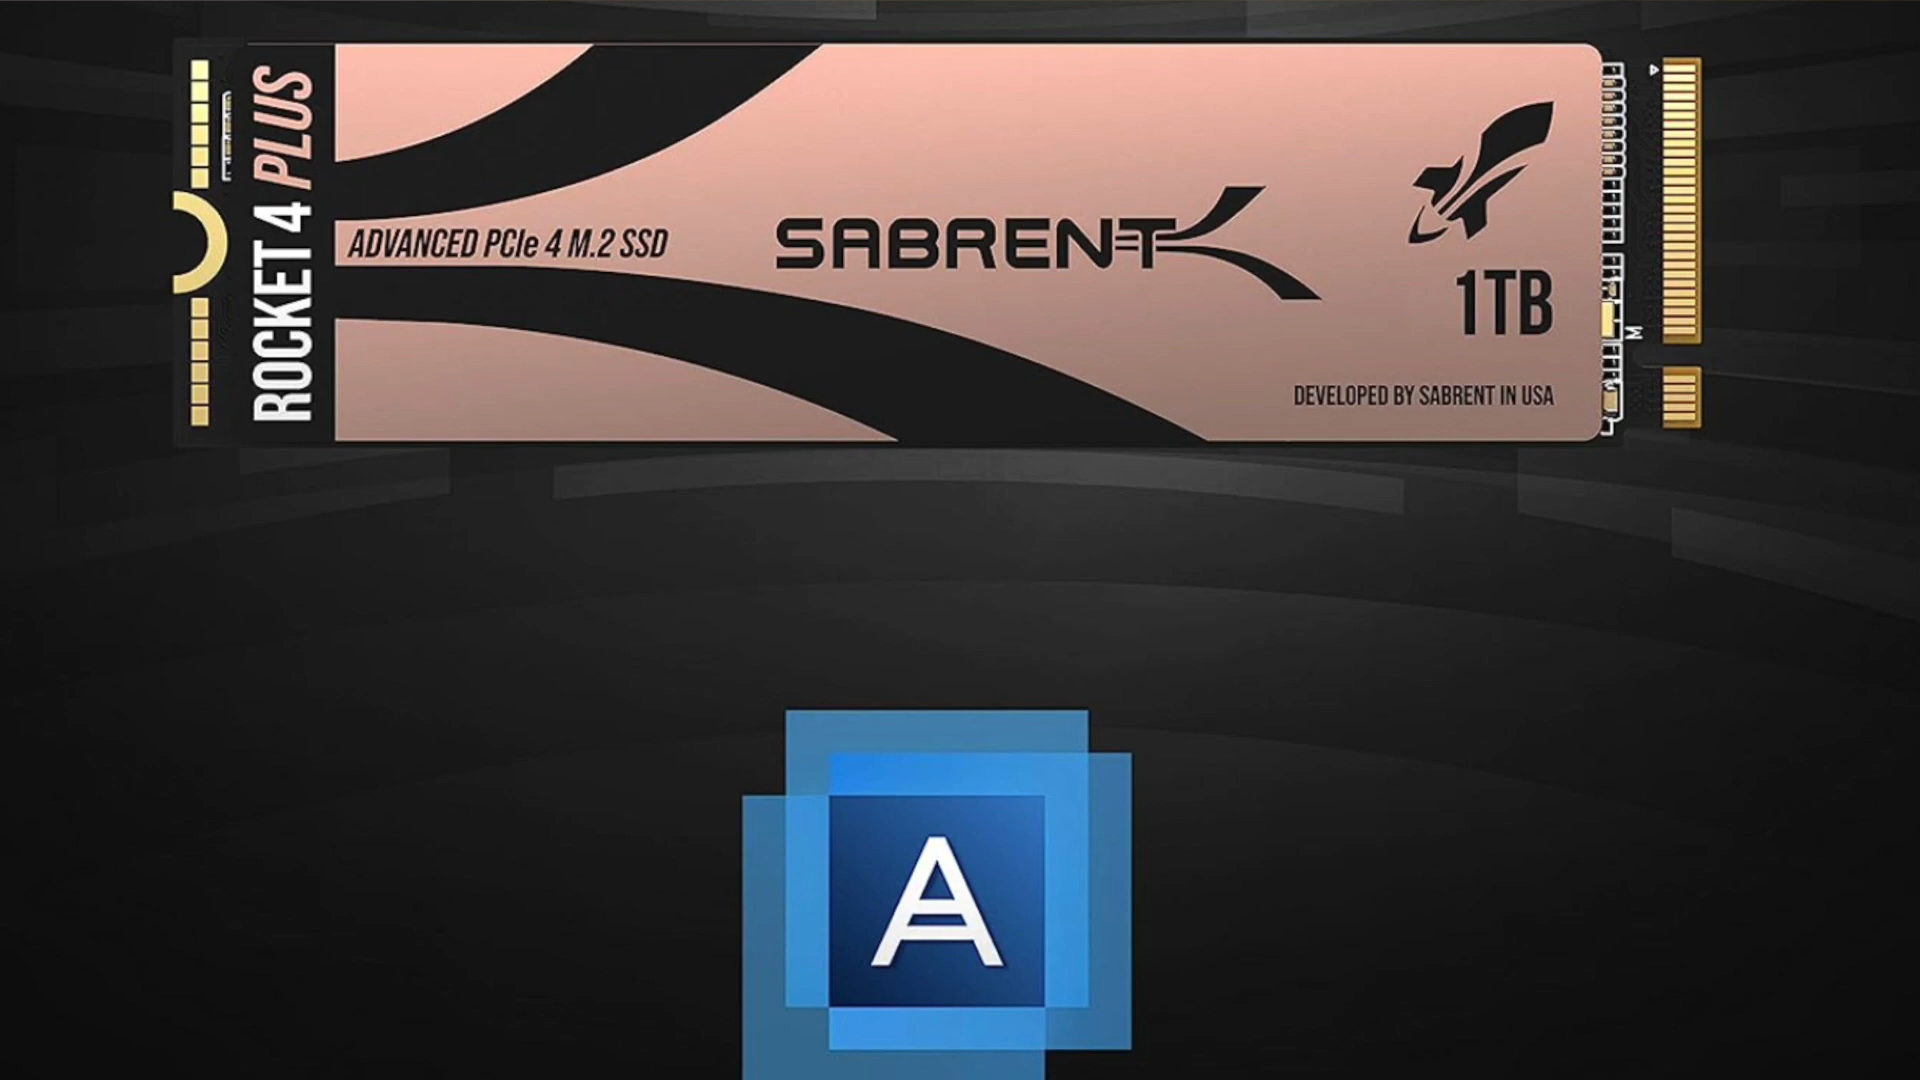 ROCKET 4 PLUS
ADVANCED PCIe 4 M.2 SSD
SABRENT
1TB
DEVELOPED BY SABRENT IN USA
M
A